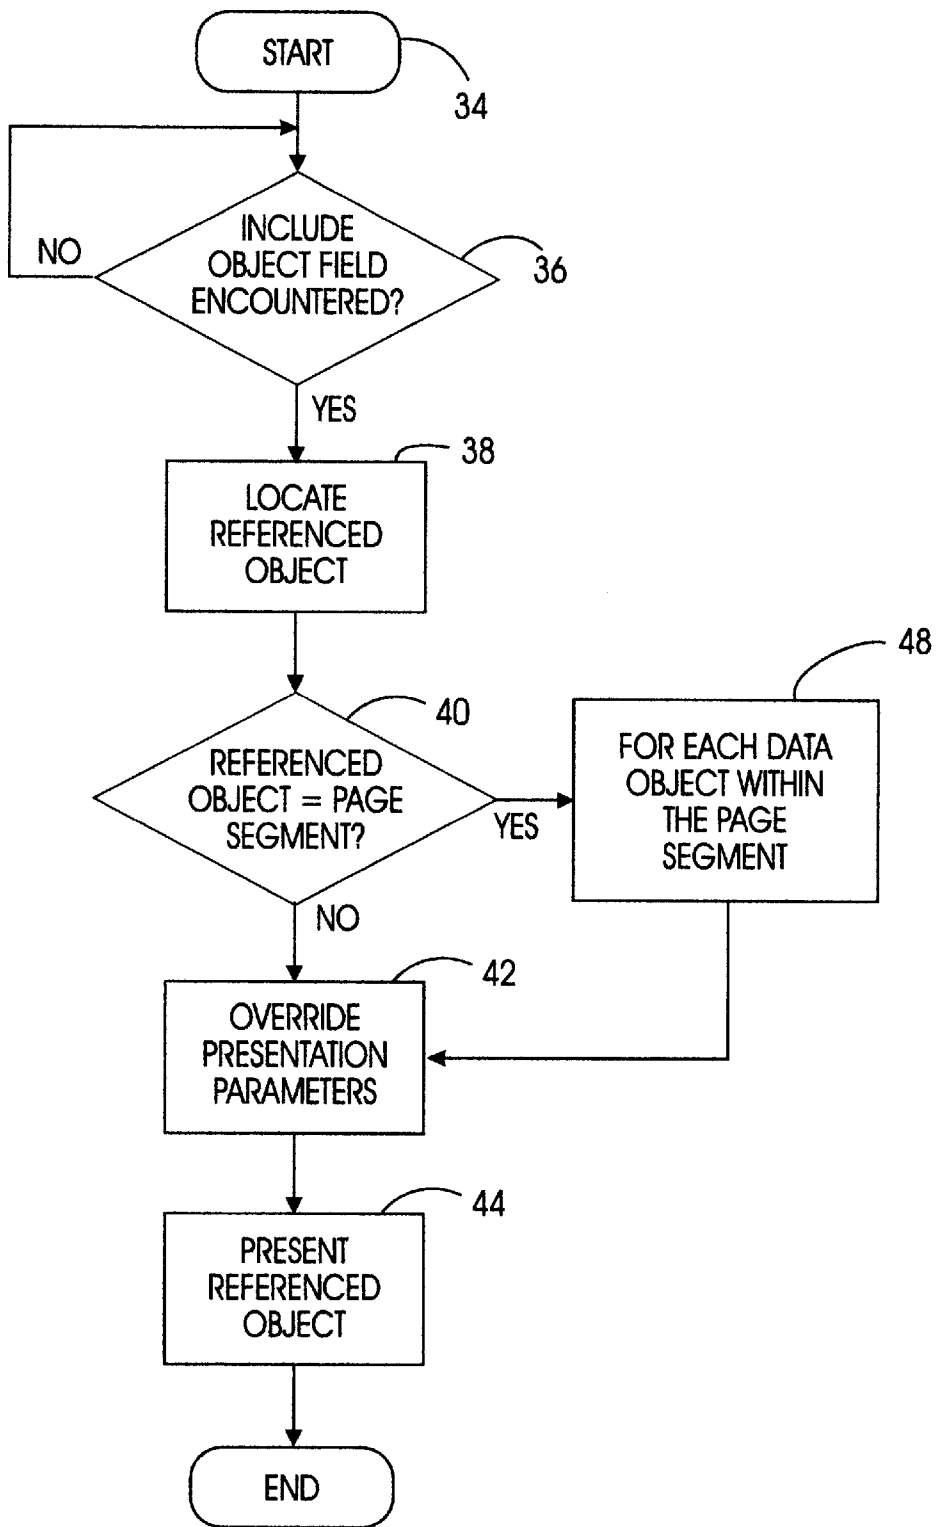 START
34
INCLUDE
OBJECT FIELD
ENCOUNTERED?
NO
36
YES
38
LOCATE
REFERENCED
OBJECT
40
REFERENCED
OBJECT = PAGE
SEGMENT?
YES
48
FOR EACH DATA
OBJECT WITHIN
THE PAGE
SEGMENT
NO
42
OVERRIDE
PRESENTATION
PARAMETERS
44
PRESENT
REFERENCED
OBJECT
END